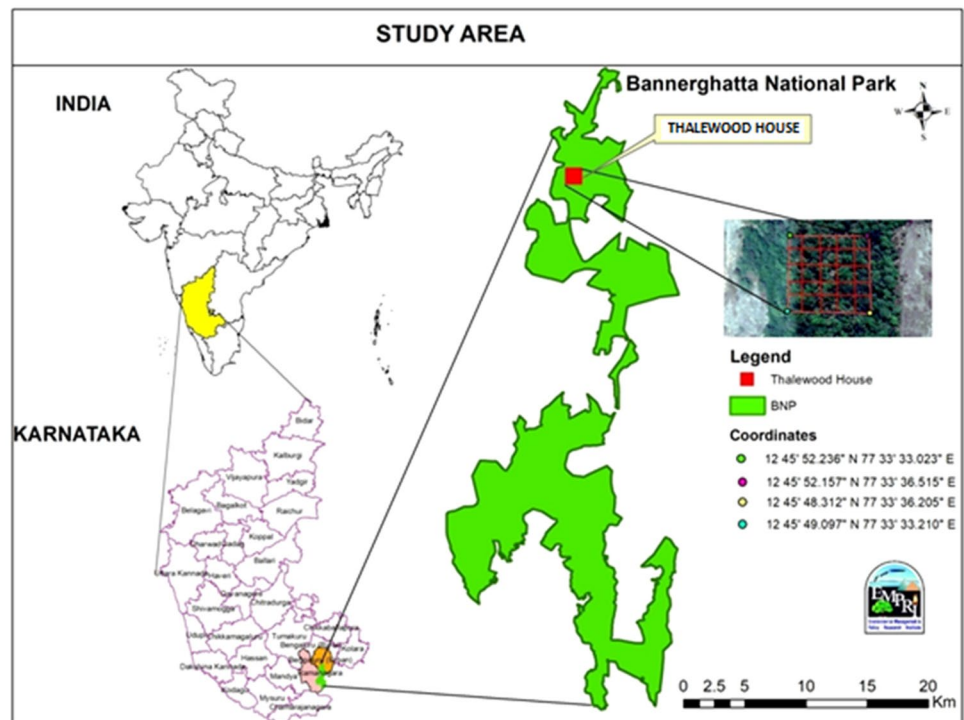 STUDY AREA
INDIA
Bannerghatta National Park
N
W E
S
THALEWOOD HOUSE
Legend
Thalewood House
BNP
Coordinates
12 45' 52.236" N 77 33' 33.023" E
12 45' 52.157" N 77 33' 36.515" E
12 45' 48.312" N 77 33' 36.205" E
12 45' 49.097" N 77 33' 33.210" E
KARNATAKA
Bidar
Kalburgi
Vijayapura
Yadgir
Belagavi
Bagalkot
Raichur
Koppal
Dharwad
Gadag
Ballari
Uttara Kannada
Haveri
Shivamogga
Chitradurga
Udupi
Chikkamagaluru
Tumakuru
Kolara
Hassan
Dakshina Kannada
Mandya
Kodagu
Mysuru
EMPRI
0 2.5 5 10 15 20
Km